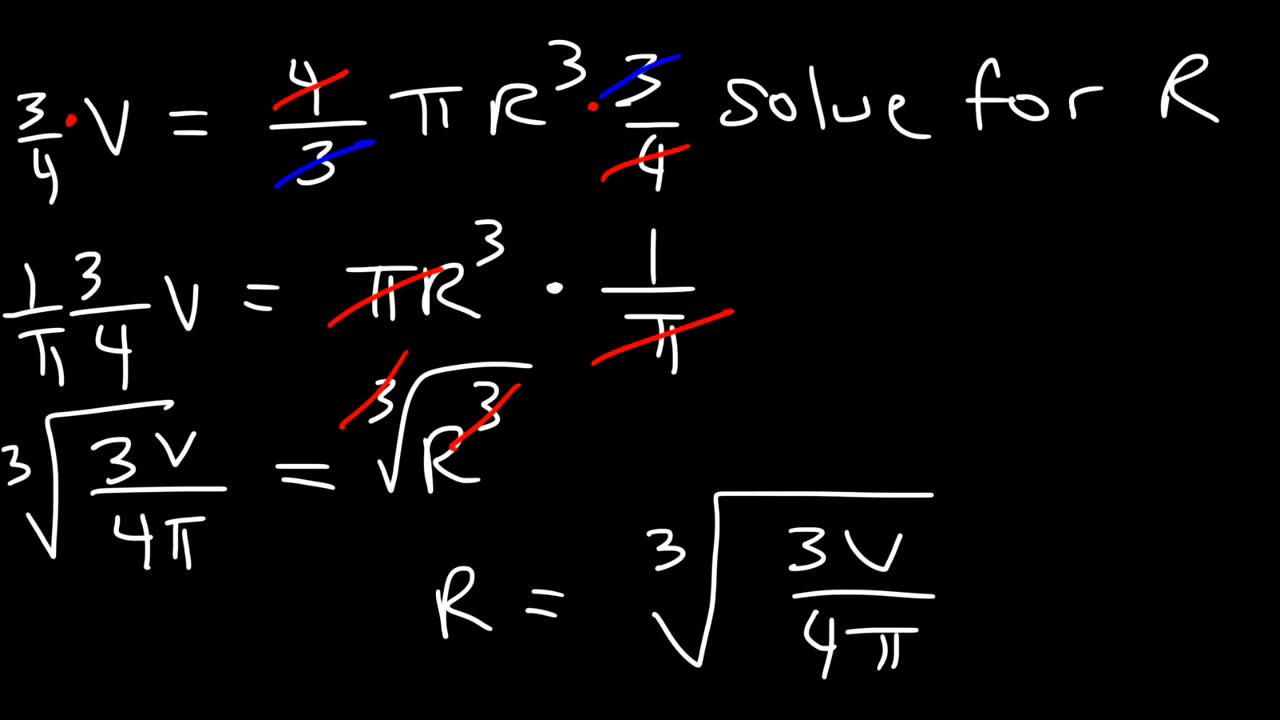 3/4 · V = 4/3 π R³ · 3/4 solve for R
1/π 3/4 V = πR³ · 1/π
∛(3V/4π) = ∛(R³)
R = ∛(3V/4π)